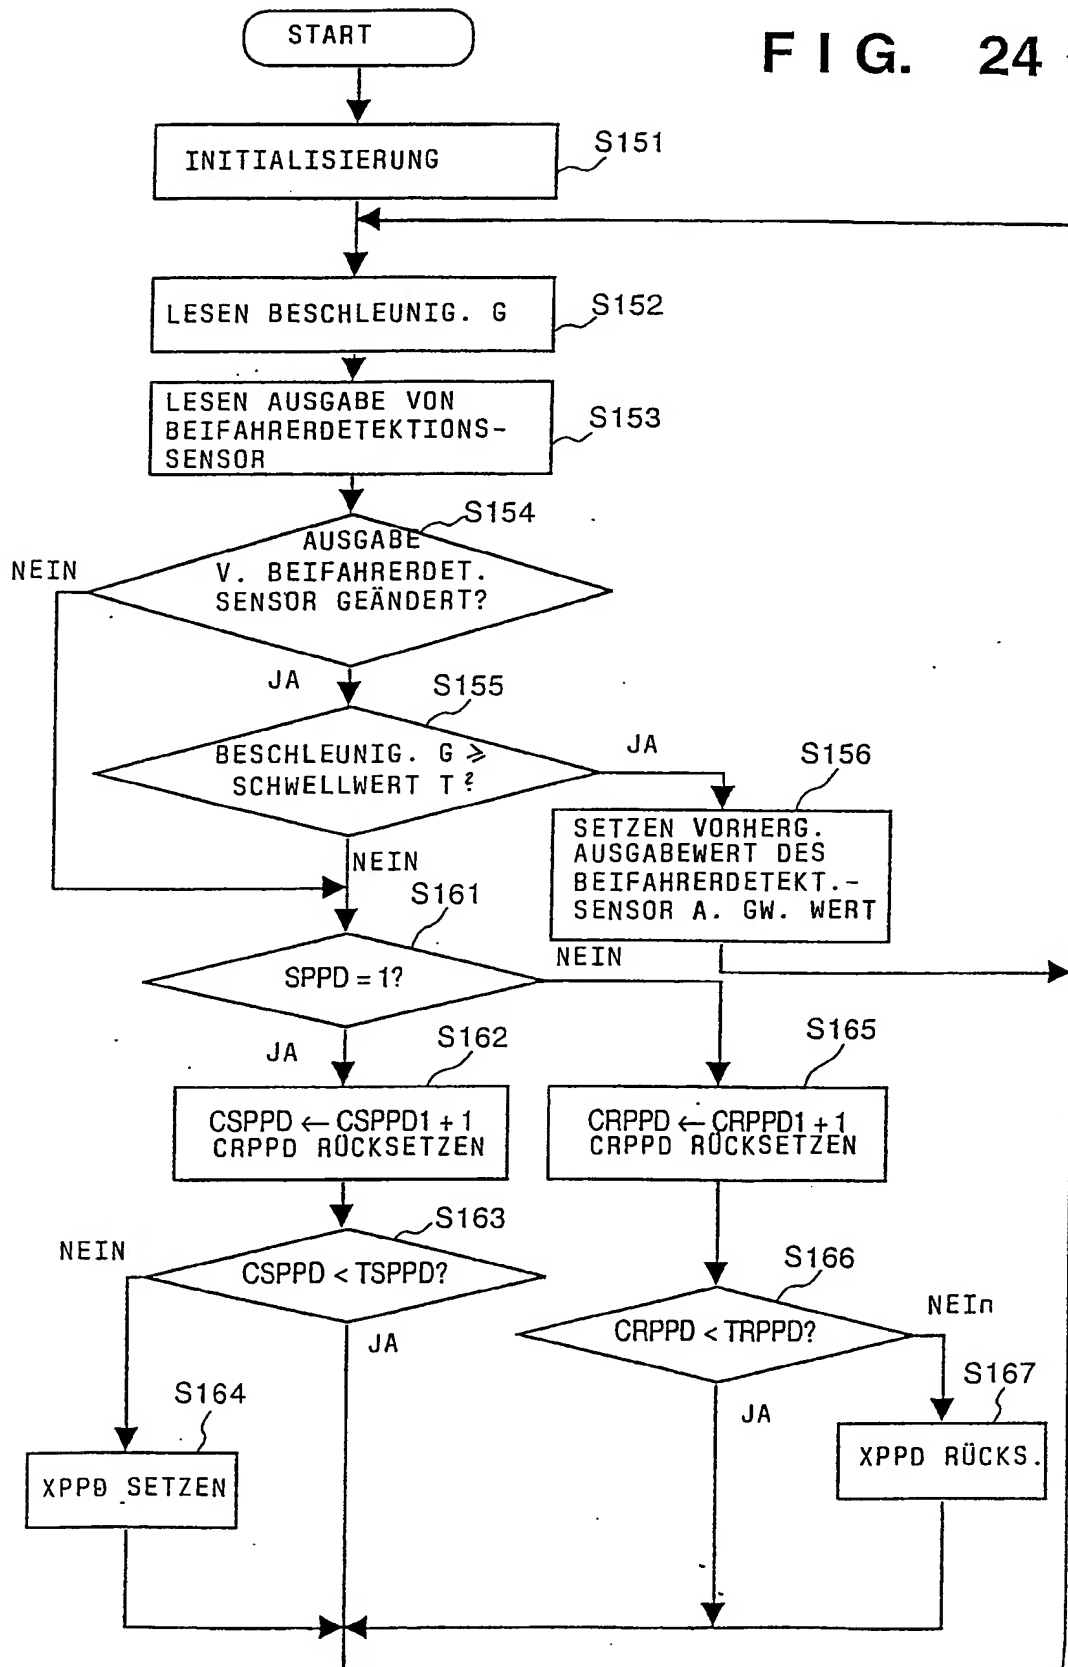 START
FIG. 24
INITIALISIERUNG
S151
LESEN BESCHLEUNIG. G
S152
LESEN AUSGABE VON
BEIFAHRERDETEKTIONS-
SENSOR
S153
S154
AUSGABE
V. BEIFAHRERDET.
SENSOR GEÄNDERT?
NEIN
JA
S155
BESCHLEUNIG. G ⩾
SCHWELLWERT T?
JA
NEIN
S156
SETZEN VORHERG.
AUSGABEWERT DES
BEIFAHRERDETEKT.-
SENSOR A. GW. WERT
S161
SPPD = 1?
NEIN
JA
S162
CSPPD ← CSPPD1 + 1
CRPPD RÜCKSETZEN
S165
CRPPD ← CRPPD1 + 1
CRPPD RÜCKSETZEN
S163
CSPPD < TSPPD?
NEIN
JA
S166
CRPPD < TRPPD?
NEIn
JA
S164
XPPD SETZEN
S167
XPPD RÜCKS.